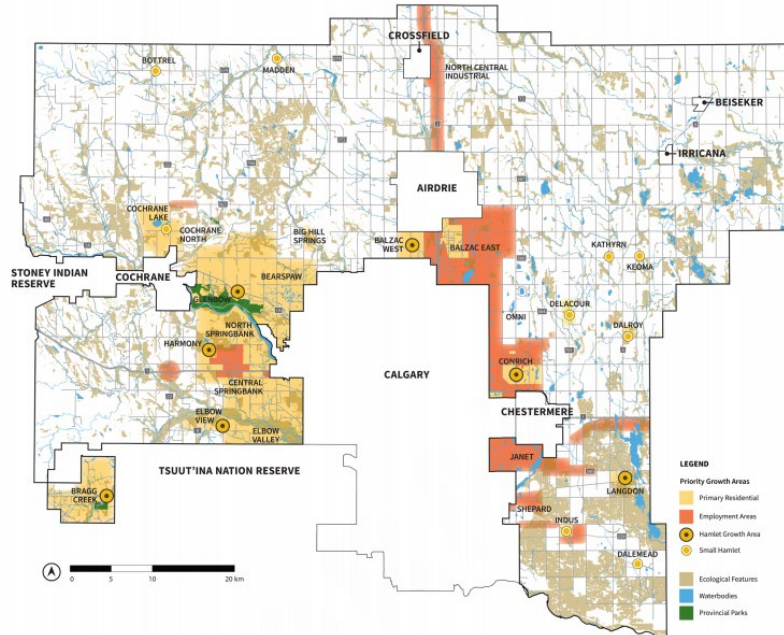 CROSSFIELD
BOTTREL
MADDEN
NORTH CENTRAL
INDUSTRIAL
BEISEKER
IRRICANA
AIRDRIE
COCHRANE
LAKE
COCHRANE
NORTH
BIG HILL
SPRINGS
BALZAC
WEST
BALZAC EAST
KATHYRN
KEOMA
STONEY INDIAN
RESERVE
COCHRANE
BEARSPAW
GLENBOW
NORTH
SPRINGBANK
HARMONY
OMNI
DELACOUR
DALROY
CENTRAL
SPRINGBANK
CALGARY
CONRICH
CHESTERMERE
ELBOW
VIEW
ELBOW
VALLEY
TSUUT'INA NATION RESERVE
JANET
BRAGG
CREEK
LANGDON
SHEPARD
INDUS
DALEMEAD
0 5 10 20 km
LEGEND
Priority Growth Areas
Primary Residential
Employment Areas
Hamlet Growth Area
Small Hamlet
Ecological Features
Waterbodies
Provincial Parks